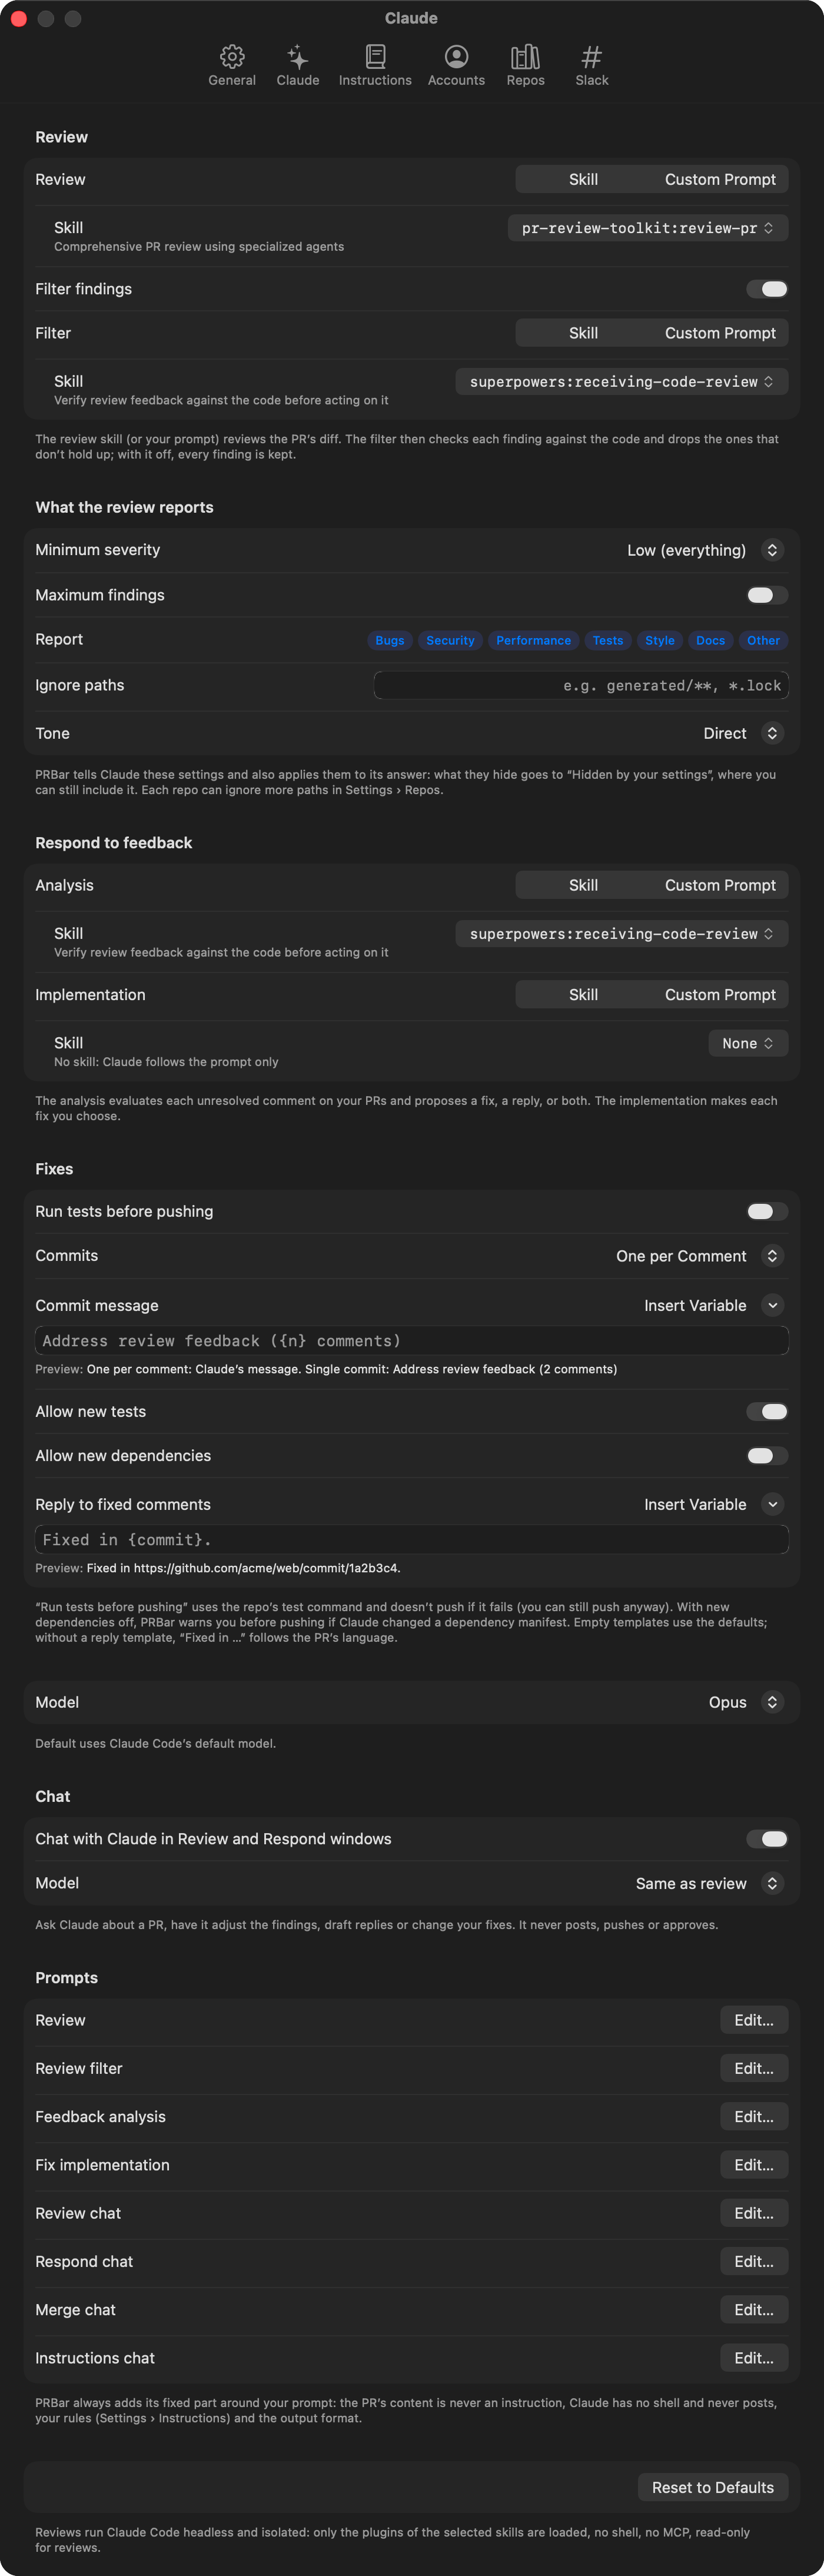 Claude
General Claude Instructions Accounts Repos Slack
Review
Review Skill Custom Prompt
Skill pr-review-toolkit:review-pr
Comprehensive PR review using specialized agents
Filter findings
Filter Skill Custom Prompt
Skill superpowers:receiving-code-review
Verify review feedback against the code before acting on it
The review skill (or your prompt) reviews the PR's diff. The filter then checks each finding against the code and drops the ones that
don't hold up; with it off, every finding is kept.
What the review reports
Minimum severity Low (everything)
Maximum findings
Report Bugs Security Performance Tests Style Docs Other
Ignore paths e.g. generated/**, *.lock
Tone Direct
PRBar tells Claude these settings and also applies them to its answer: what they hide goes to “Hidden by your settings”, where you
can still include it. Each repo can ignore more paths in Settings › Repos.
Respond to feedback
Analysis Skill Custom Prompt
Skill superpowers:receiving-code-review
Verify review feedback against the code before acting on it
Implementation Skill Custom Prompt
Skill None
No skill: Claude follows the prompt only
The analysis evaluates each unresolved comment on your PRs and proposes a fix, a reply, or both. The implementation makes each
fix you choose.
Fixes
Run tests before pushing
Commits One per Comment
Commit message Insert Variable
Address review feedback ({n} comments)
Preview: One per comment: Claude's message. Single commit: Address review feedback (2 comments)
Allow new tests
Allow new dependencies
Reply to fixed comments Insert Variable
Fixed in {commit}.
Preview: Fixed in https://github.com/acme/web/commit/1a2b3c4.
“Run tests before pushing” uses the repo's test command and doesn't push if it fails (you can still push anyway). With new
dependencies off, PRBar warns you before pushing if Claude changed a dependency manifest. Empty templates use the defaults;
without a reply template, “Fixed in …” follows the PR's language.
Model Opus
Default uses Claude Code's default model.
Chat
Chat with Claude in Review and Respond windows
Model Same as review
Ask Claude about a PR, have it adjust the findings, draft replies or change your fixes. It never posts, pushes or approves.
Prompts
Review Edit...
Review filter Edit...
Feedback analysis Edit...
Fix implementation Edit...
Review chat Edit...
Respond chat Edit...
Merge chat Edit...
Instructions chat Edit...
PRBar always adds its fixed part around your prompt: the PR's content is never an instruction, Claude has no shell and never posts,
your rules (Settings › Instructions) and the output format.
Reset to Defaults
Reviews run Claude Code headless and isolated: only the plugins of the selected skills are loaded, no shell, no MCP, read-only
for reviews.